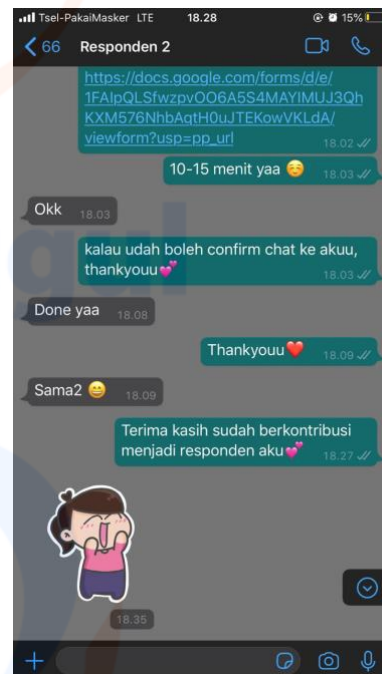 Tsel-PakaiMasker LTE 18.28 15%
66 Responden 2
https://docs.google.com/forms/d/e/
1FAIpQLSfwzpvOO6A5S4MAYIMUJ3Qh
KXM576NhbAqtH0uJTEKowVKLdA/
viewform?usp=pp_url
18.02
10-15 menit yaa ☺️ 18.03
Okk 18.03
kalau udah boleh confirm chat ke akuu,
thankyouu💕 18.03
Done yaa 18.08
Thankyouu❤️ 18.09
Sama2 😄 18.09
Terima kasih sudah berkontribusi
menjadi responden aku💕 18.27
18.35